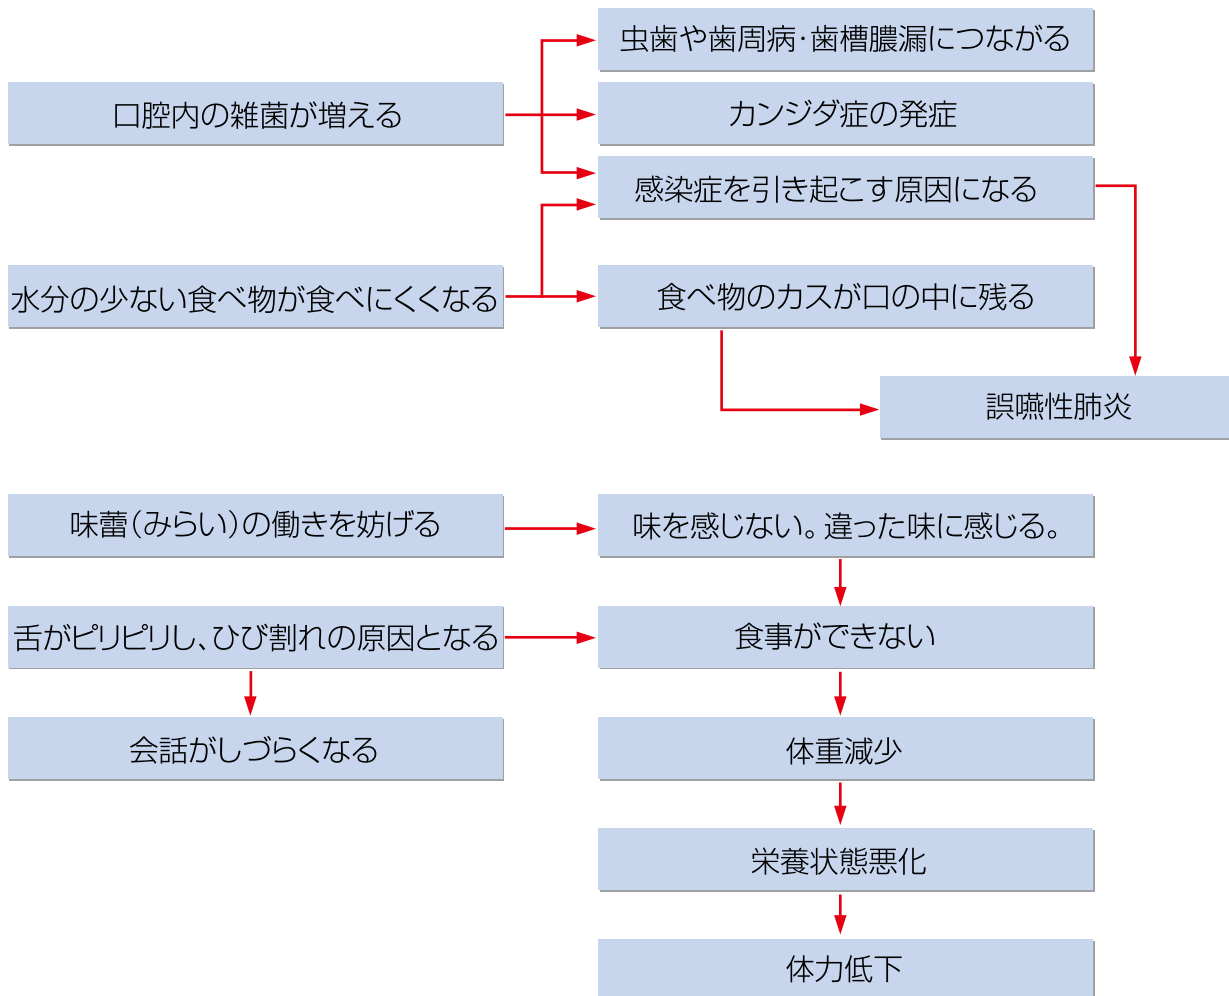 虫歯や歯周病・歯槽膿漏につながる
口腔内の雑菌が増える
カンジダ症の発症
感染症を引き起こす原因になる
水分の少ない食べ物が食べにくくなる
食べ物のカスが口の中に残る
誤嚥性肺炎
味蕾（みらい）の働きを妨げる
味を感じない。違った味に感じる。
舌がピリピリし、ひび割れの原因となる
食事ができない
会話がしづらくなる
体重減少
栄養状態悪化
体力低下